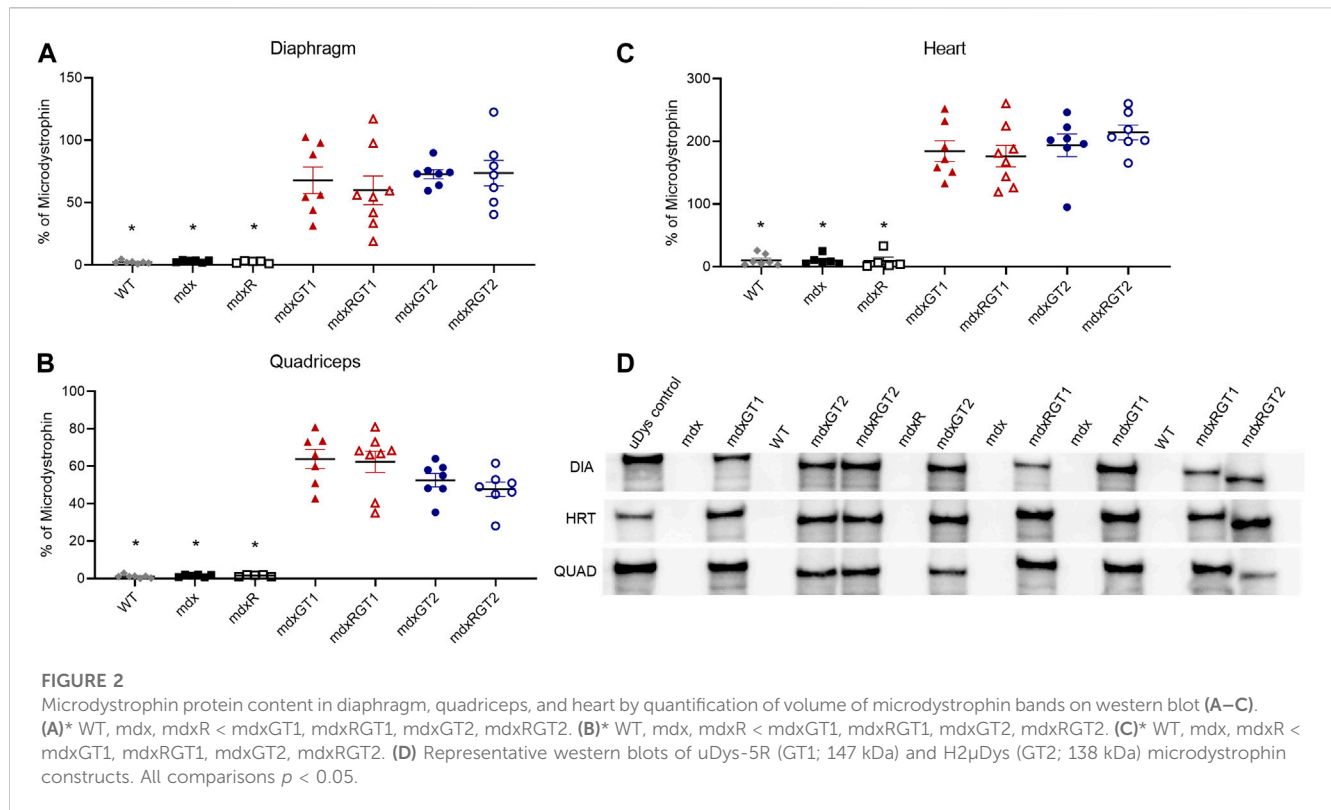 A
Diaphragm
% of Microdystrophin
150
100
50
0
* * *
WT mdx mdxR mdxGT1 mdxRGT1 mdxGT2 mdxRGT2
C
Heart
% of Microdystrophin
300
200
100
0
* * *
WT mdx mdxR mdxGT1 mdxRGT1 mdxGT2 mdxRGT2
B
Quadriceps
% of Microdystrophin
100
80
60
40
20
0
* * *
WT mdx mdxR mdxGT1 mdxRGT1 mdxGT2 mdxRGT2
D
uDys control mdx mdxGT1 WT mdxGT2 mdxRGT2 mdxR mdxGT2 mdx mdxRGT1 mdx mdxGT1 WT mdxRGT1 mdxRGT2
DIA
HRT
QUAD
FIGURE 2
Microdystrophin protein content in diaphragm, quadriceps, and heart by quantification of volume of microdystrophin bands on western blot (A–C).
(A)* WT, mdx, mdxR < mdxGT1, mdxRGT1, mdxGT2, mdxRGT2. (B)* WT, mdx, mdxR < mdxGT1, mdxRGT1, mdxGT2, mdxRGT2. (C)* WT, mdx, mdxR <
mdxGT1, mdxRGT1, mdxGT2, mdxRGT2. (D) Representative western blots of uDys-5R (GT1; 147 kDa) and H2µDys (GT2; 138 kDa) microdystrophin
constructs. All comparisons p < 0.05.